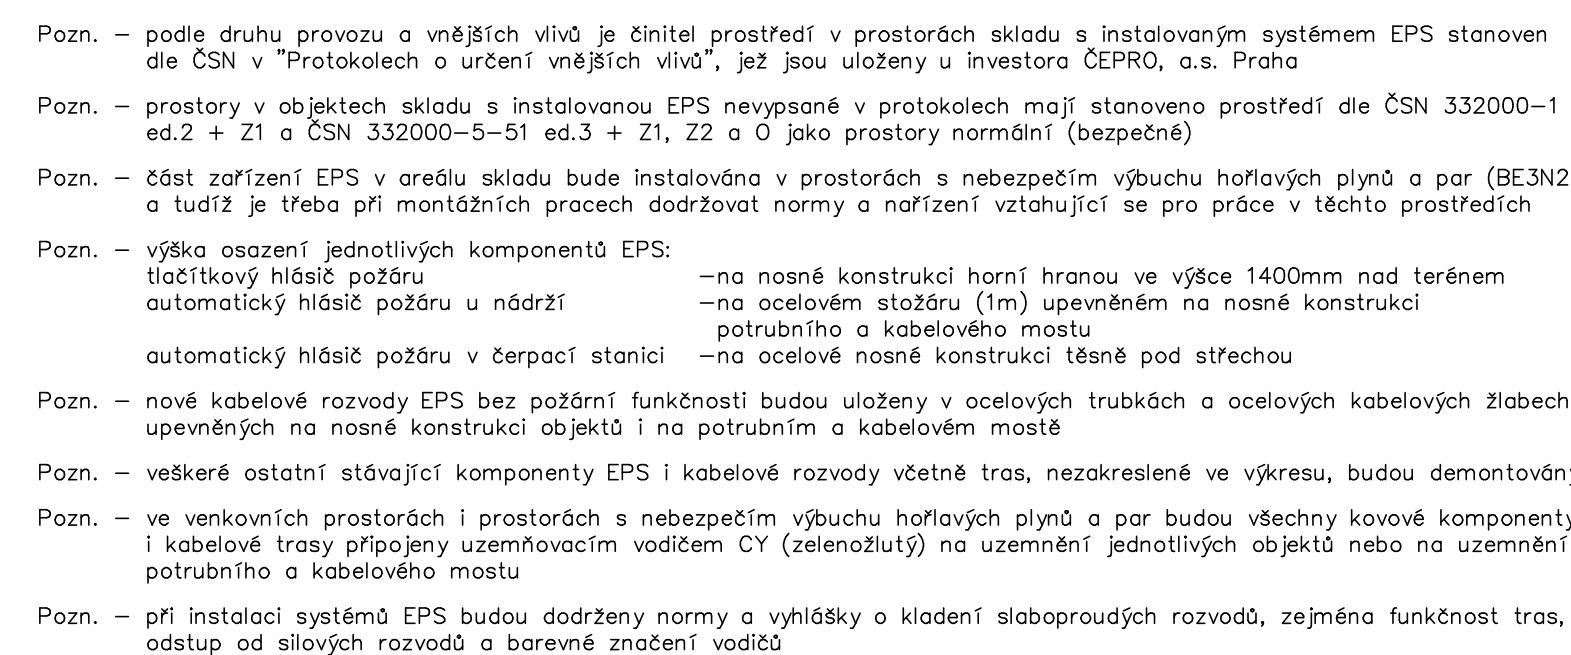 Pozn. – podle druhu provozu a vnějších vlivů je činitel prostředí v prostorách skladu s instalovaným systémem EPS stanoven
dle ČSN v "Protokolech o určení vnějších vlivů", jež jsou uloženy u investora ČEPRO, a.s. Praha
Pozn. – prostory v objektech skladu s instalovanou EPS nevypsané v protokolech mají stanoveno prostředí dle ČSN 332000–1
ed.2 + Z1 a ČSN 332000–5–51 ed.3 + Z1, Z2 a O jako prostory normální (bezpečné)
Pozn. – část zařízení EPS v areálu skladu bude instalována v prostorách s nebezpečím výbuchu hořlavých plynů a par (BE3N2
a tudíž je třeba při montážních pracech dodržovat normy a nařízení vztahující se pro práce v těchto prostředích
Pozn. – výška osazení jednotlivých komponentů EPS:
tlačítkový hlásič požáru –na nosné konstrukci horní hranou ve výšce 1400mm nad terénem
automatický hlásič požáru u nádrží –na ocelovém stožáru (1m) upevněném na nosné konstrukci
potrubního a kabelového mostu
automatický hlásič požáru v čerpací stanici –na ocelové nosné konstrukci těsně pod střechou
Pozn. – nové kabelové rozvody EPS bez požární funkčnosti budou uloženy v ocelových trubkách a ocelových kabelových žlabech
upevněných na nosné konstrukci objektů i na potrubním a kabelovém mostě
Pozn. – veškeré ostatní stávající komponenty EPS i kabelové rozvody včetně tras, nezakreslené ve výkresu, budou demontovány
Pozn. – ve venkovních prostorách i prostorách s nebezpečím výbuchu hořlavých plynů a par budou všechny kovové komponenty
i kabelové trasy připojeny uzemňovacím vodičem CY (zelenožlutý) na uzemnění jednotlivých objektů nebo na uzemnění
potrubního a kabelového mostu
Pozn. – při instalaci systémů EPS budou dodrženy normy a vyhlášky o kladení slaboproudých rozvodů, zejména funkčnost tras,
odstup od silových rozvodů a barevné značení vodičů